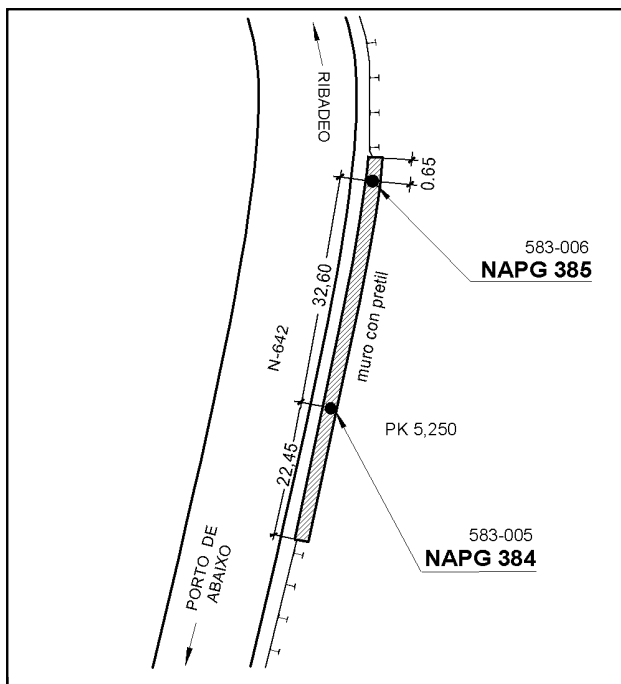 RIBADEO
0.65
583-006
NAPG 385
32,60
muro con pretil
N-642
PK 5,250
22,45
583-005
NAPG 384
PORTO DE
ABAIXO